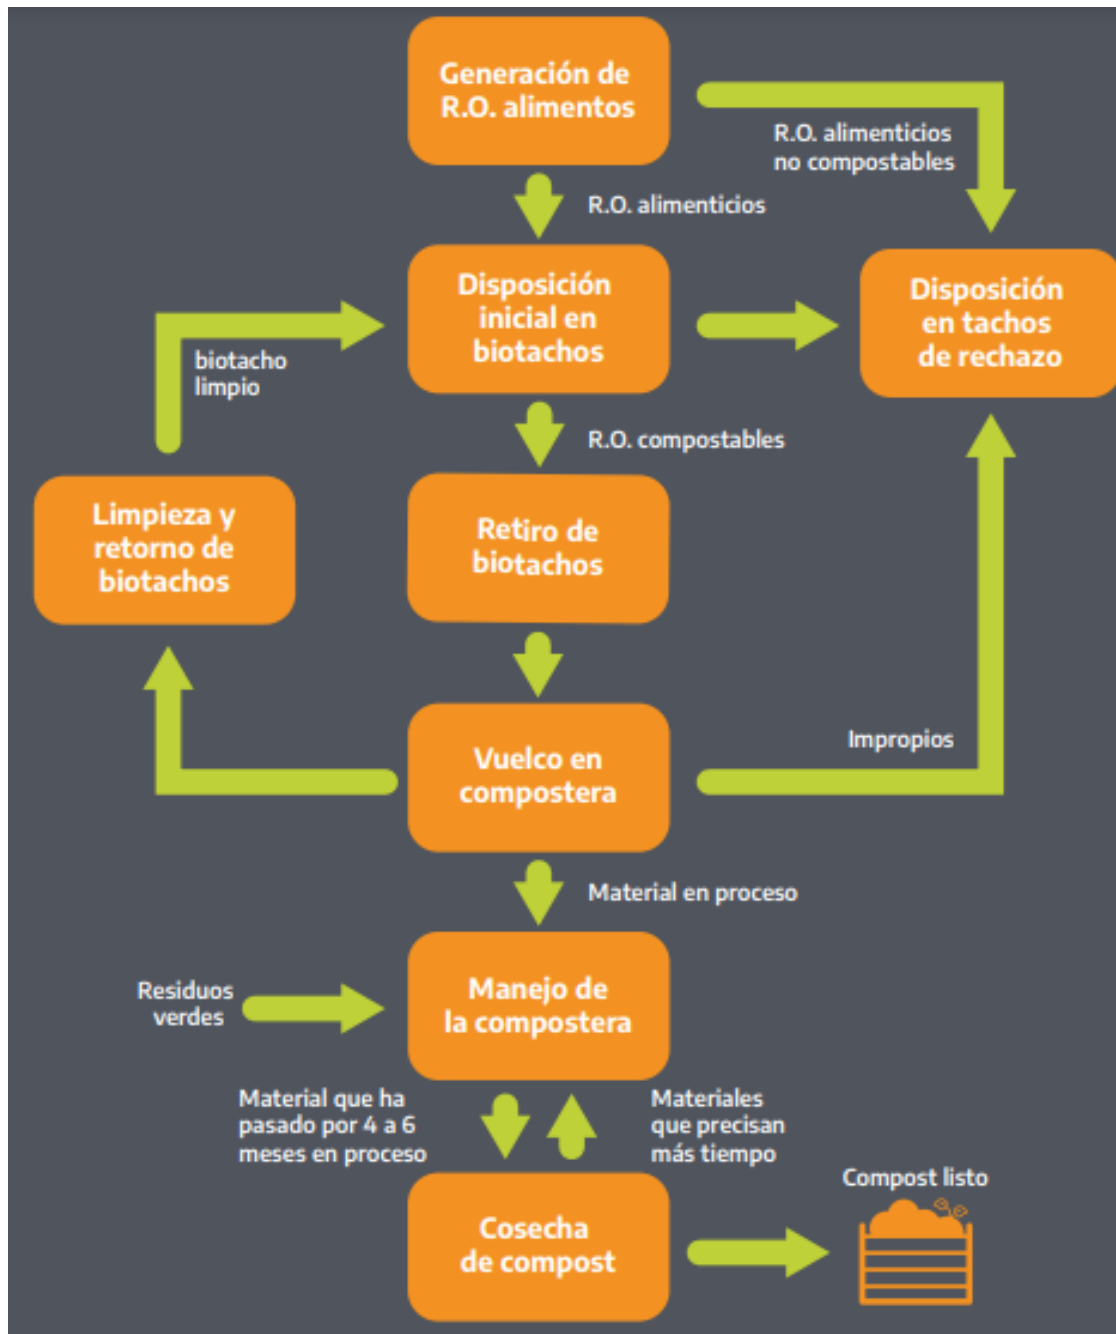 Generación de
R.O. alimentos
R.O. alimenticios
no compostables
R.O. alimenticios
Disposición
inicial en
biotachos
Disposición
en tachos
de rechazo
biotacho
limpio
R.O. compostables
Limpieza y
retorno de
biotachos
Retiro de
biotachos
Vuelco en
compostera
Impropios
Material en proceso
Residuos
verdes
Manejo de
la compostera
Material que ha
pasado por 4 a 6
meses en proceso
Materiales
que precisan
más tiempo
Compost listo
Cosecha
de compost